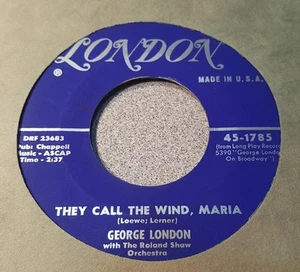 LONDON
®
MADE IN U.S.A.
DRF 23683
Pub: Chappell
Music - ASCAP
Time - 2:37
45-1785
(from Long Play Record
5390 "George London
On Broadway")
THEY CALL THE WIND, MARIA
(Loewe; Lerner)
GEORGE LONDON
with The Roland Shaw
Orchestra